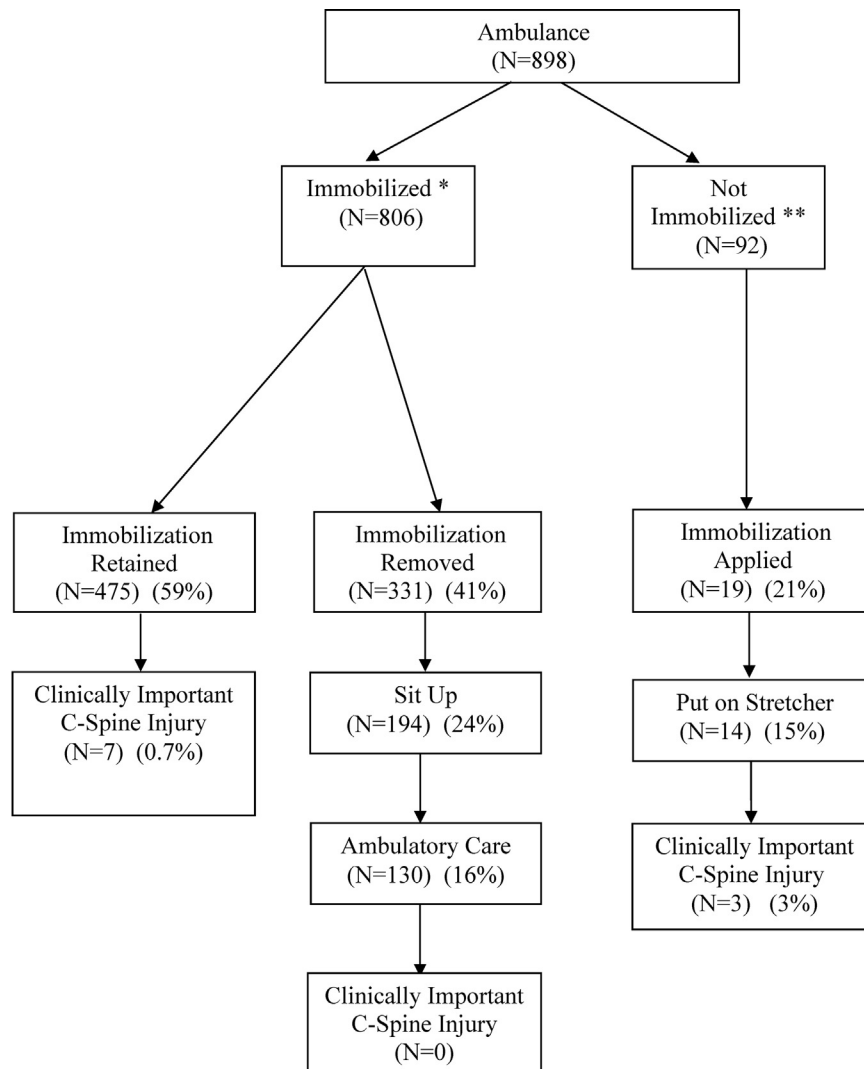 Ambulance
(N=898)
Immobilized *
(N=806)
Not
Immobilized **
(N=92)
Immobilization
Retained
(N=475) (59%)
Immobilization
Removed
(N=331) (41%)
Immobilization
Applied
(N=19) (21%)
Clinically Important
C-Spine Injury
(N=7) (0.7%)
Sit Up
(N=194) (24%)
Put on Stretcher
(N=14) (15%)
Ambulatory Care
(N=130) (16%)
Clinically Important
C-Spine Injury
(N=3) (3%)
Clinically Important
C-Spine Injury
(N=0)